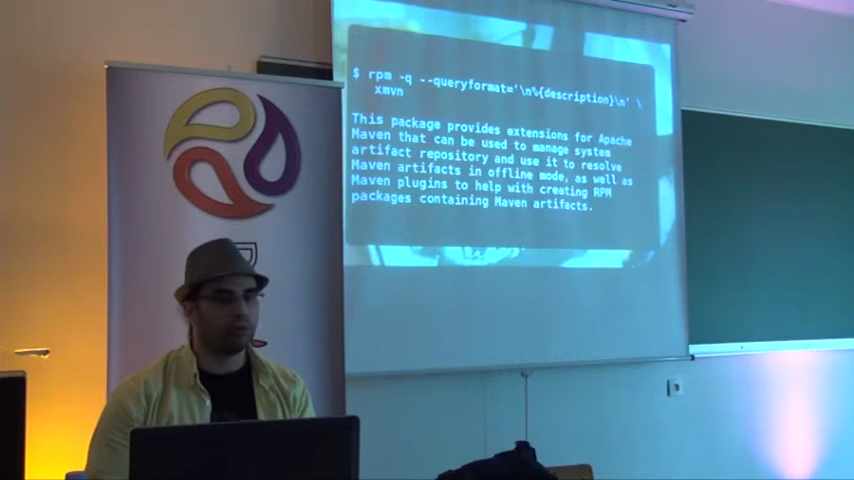 $ rpm -q --queryformat='\n%{description}\n' \
xmvn
This package provides extensions for Apache
Maven that can be used to manage system
artifact repository and use it to resolve
Maven artifacts in offline mode, as well as
Maven plugins to help with creating RPM
packages containing Maven artifacts.